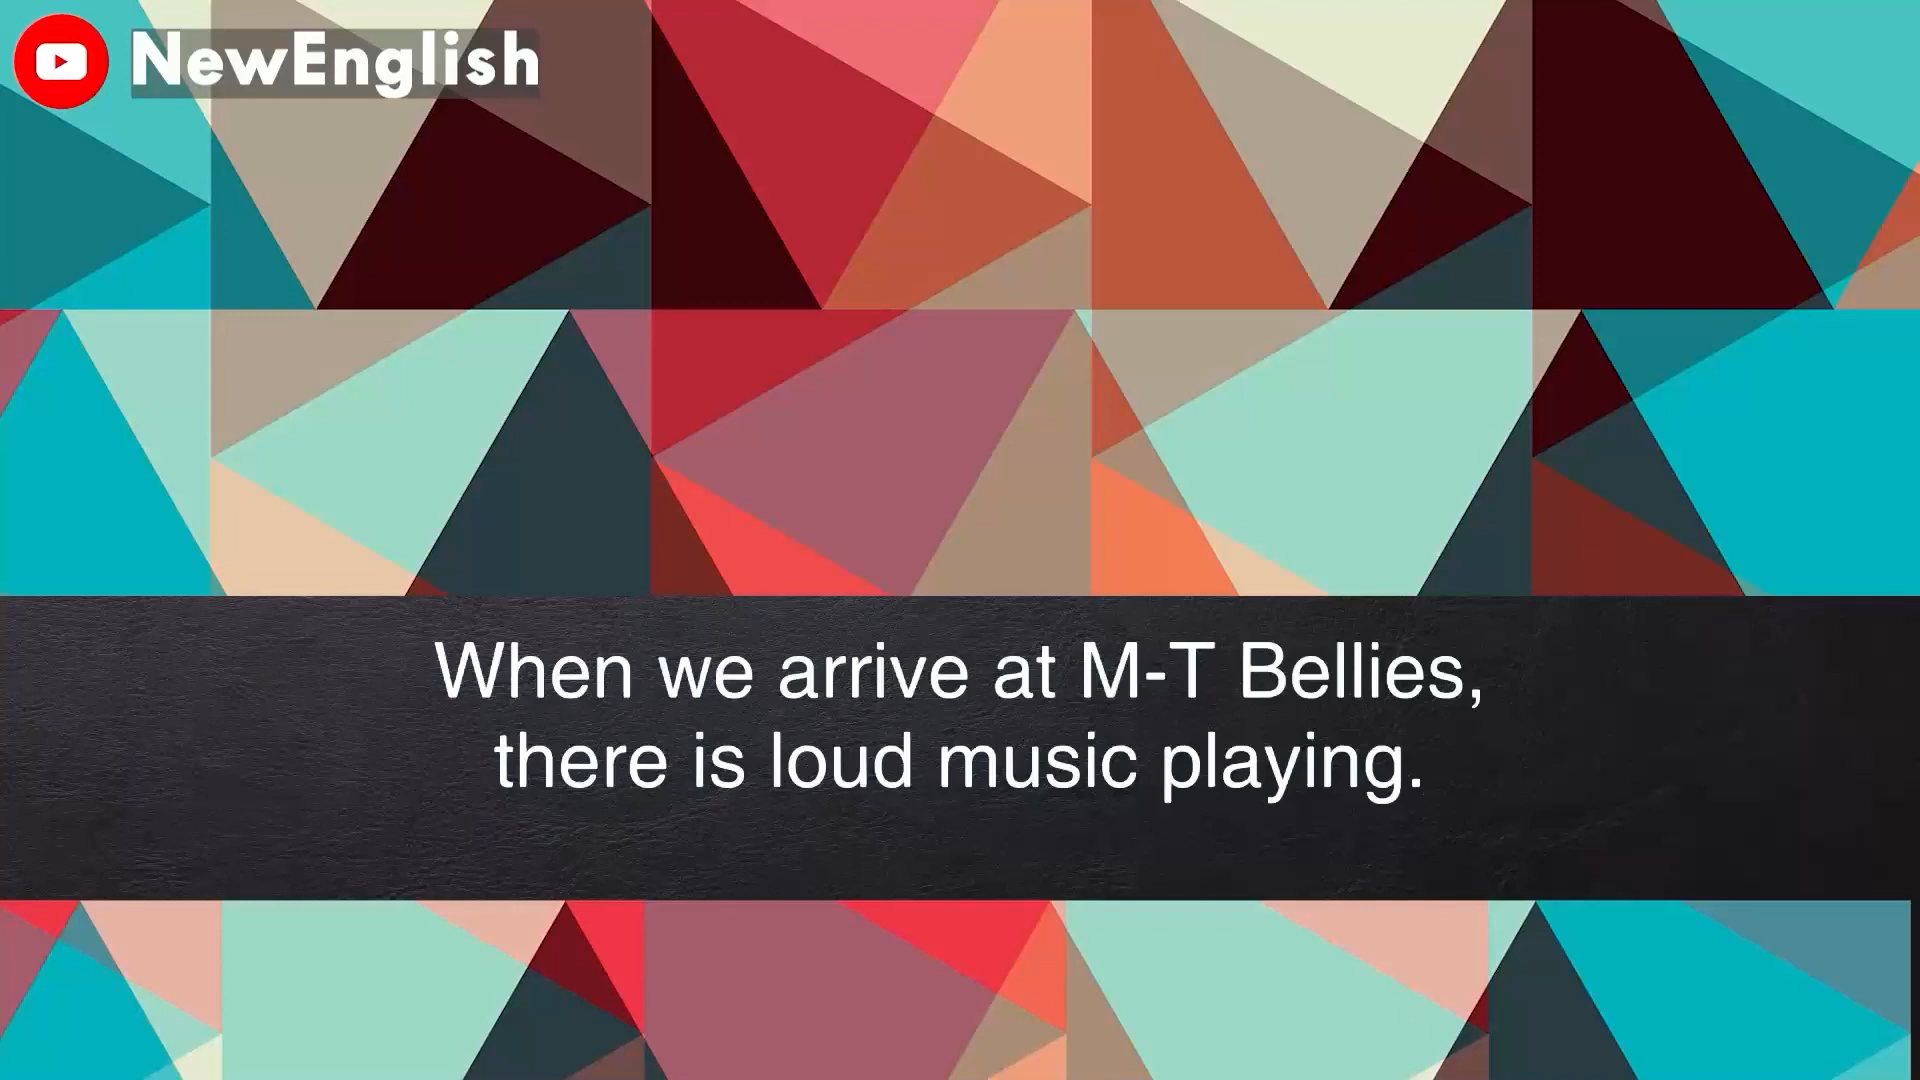 NewEnglish
When we arrive at M-T Bellies,
there is loud music playing.